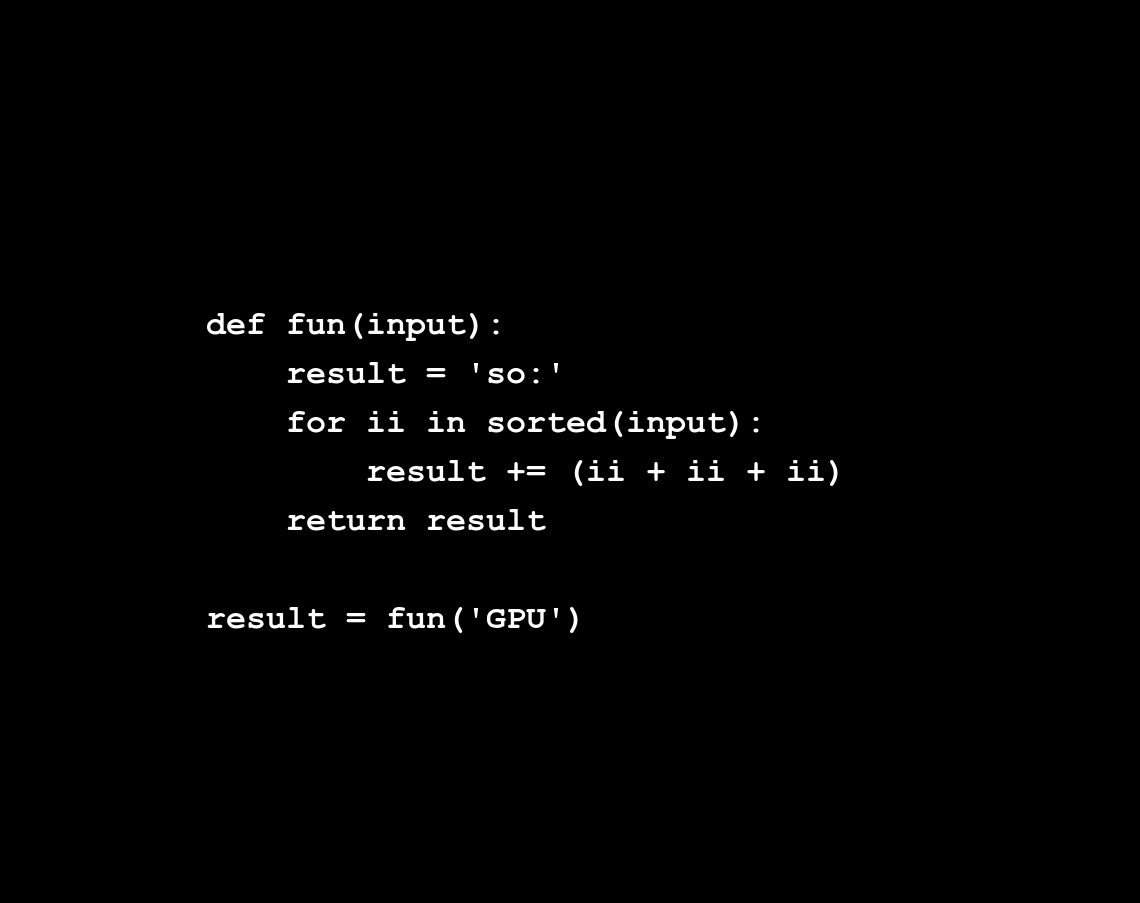 def fun(input):
    result = 'so:'
    for ii in sorted(input):
        result += (ii + ii + ii)
    return result

result = fun('GPU')